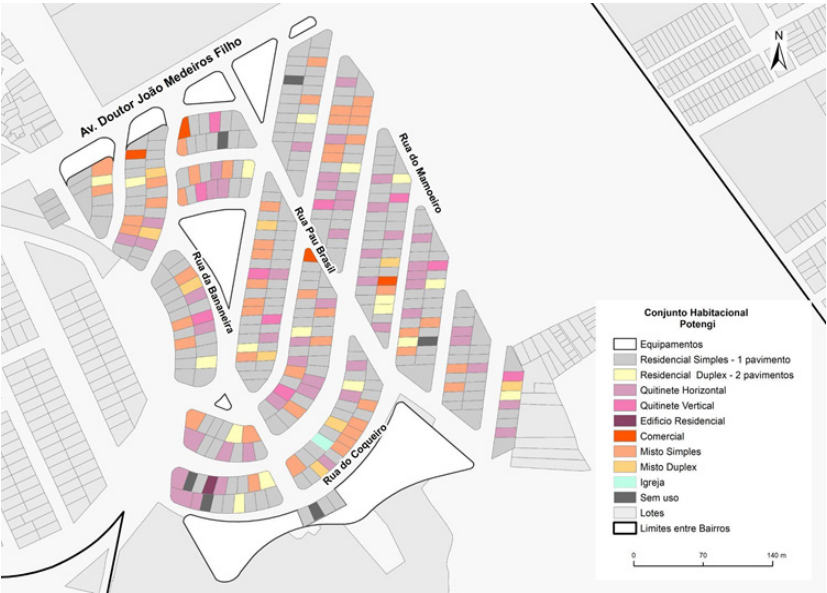 Av. Doutor João Medeiros Filho
N
Rua do Mamoeiro
Rua Pau Brasil
Rua da Bananeira
Rua do Coqueiro
Conjunto Habitacional
Potengi
Equipamentos
Residencial Simples - 1 pavimento
Residencial Duplex - 2 pavimentos
Quitinete Horizontal
Quitinete Vertical
Edificio Residencial
Comercial
Misto Simples
Misto Duplex
Igreja
Sem uso
Lotes
Limites entre Bairros
0 70 140 m